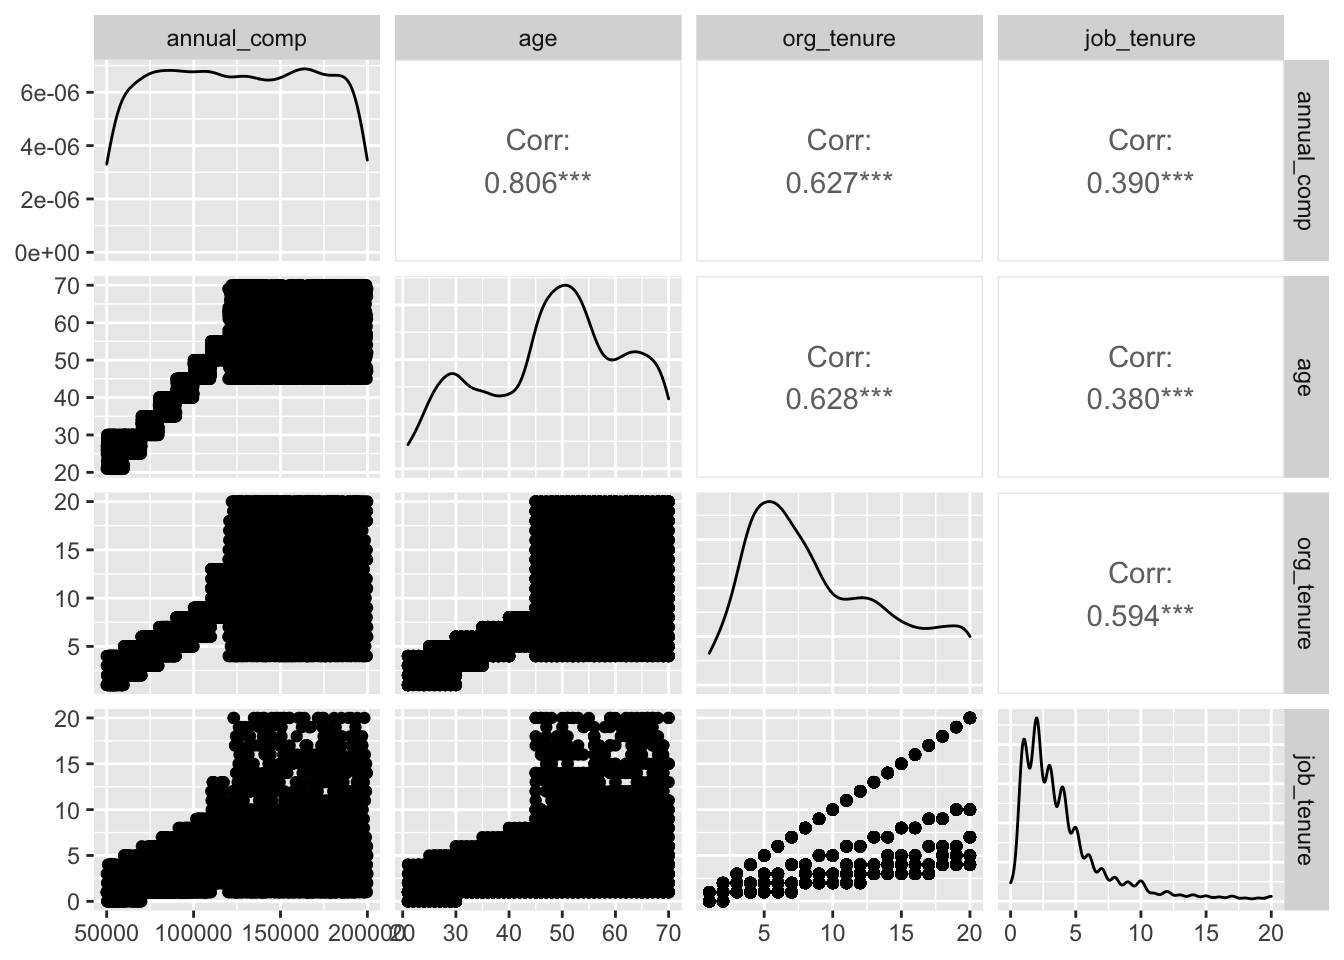 annual_comp
age
org_tenure
job_tenure
6e-06
4e-06
2e-06
0e+00
Corr:
0.806***
Corr:
0.627***
Corr:
0.390***
annual_comp
70
60
50
40
30
20
Corr:
0.628***
Corr:
0.380***
age
20
15
10
5
Corr:
0.594***
org_tenure
20
15
10
5
0
job_tenure
50000 100000 150000 200000
20 30 40 50 60 70
5 10 15 20
0 5 10 15 20